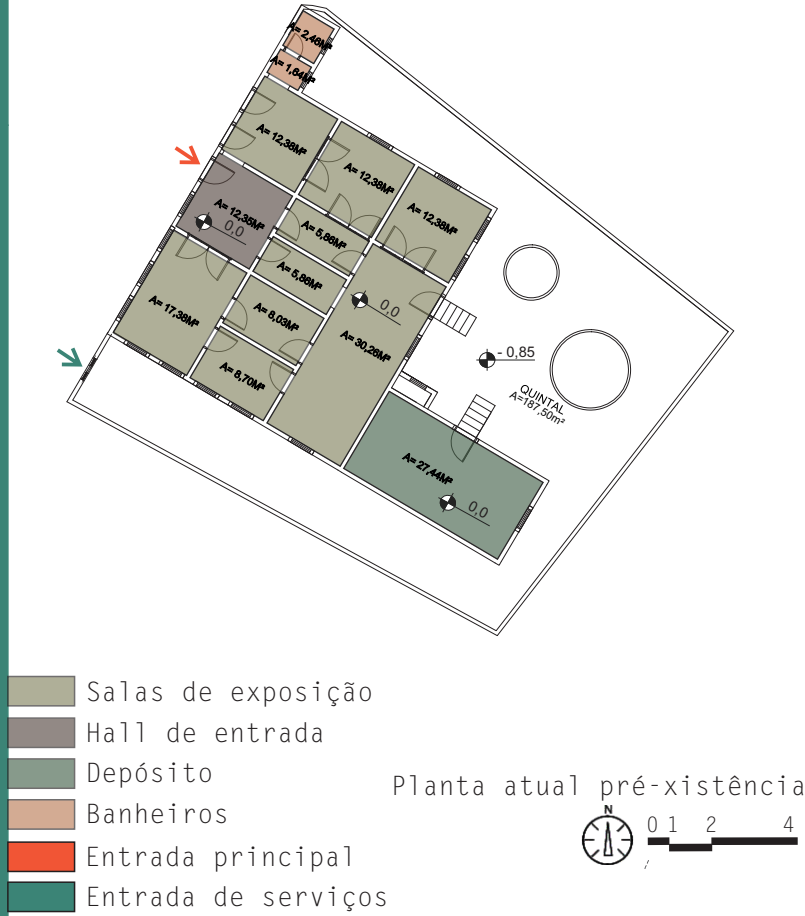 A= 2,46M²
A= 1,64M²
A= 12,38M²
A= 12,38M²
A= 12,38M²
A= 12,35M²
0,0
A= 5,86M²
A= 5,86M²
A= 17,38M²
A= 8,03M²
0,0
A= 30,26M²
A= 8,70M²
- 0,85
QUINTAL
A=187,50m²
A= 27,44M²
0,0
Salas de exposição
Hall de entrada
Depósito
Banheiros
Entrada principal
Entrada de serviços
Planta atual pré-xistência
N
0 1 2 4